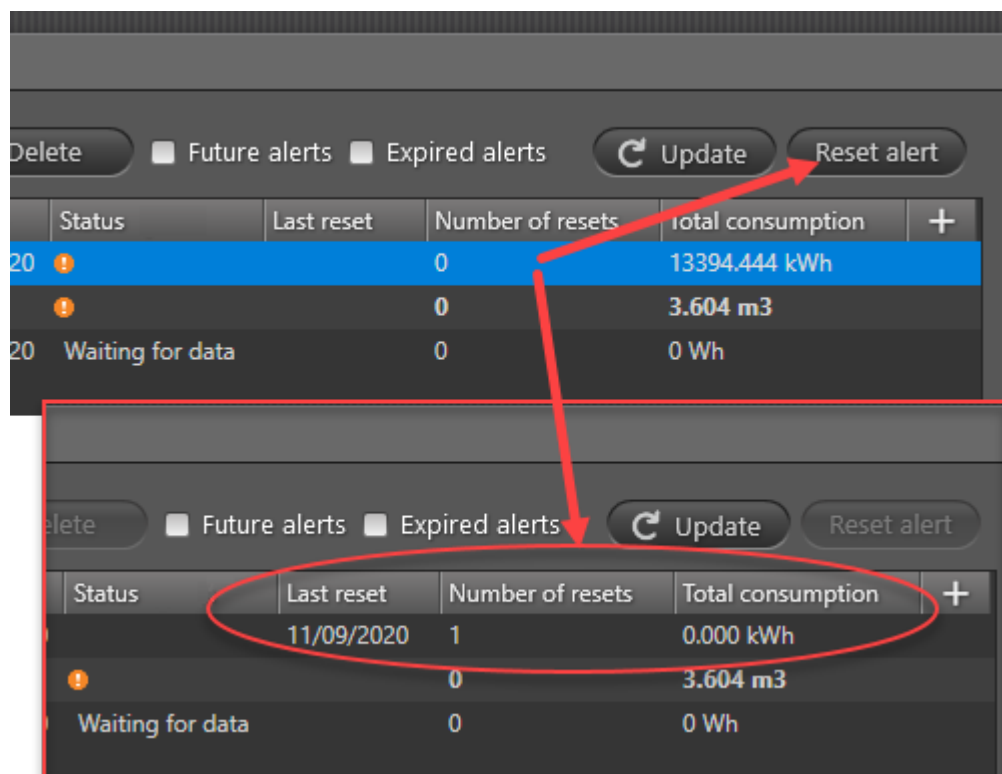 Delete Future alerts Expired alerts Update Reset alert
Status Last reset Number of resets Total consumption +
20 0 13394.444 kWh
0 3.604 m3
20 Waiting for data 0 0 Wh
elete Future alerts Expired alerts Update Reset alert
Status Last reset Number of resets Total consumption +
11/09/2020 1 0.000 kWh
0 3.604 m3
Waiting for data 0 0 Wh